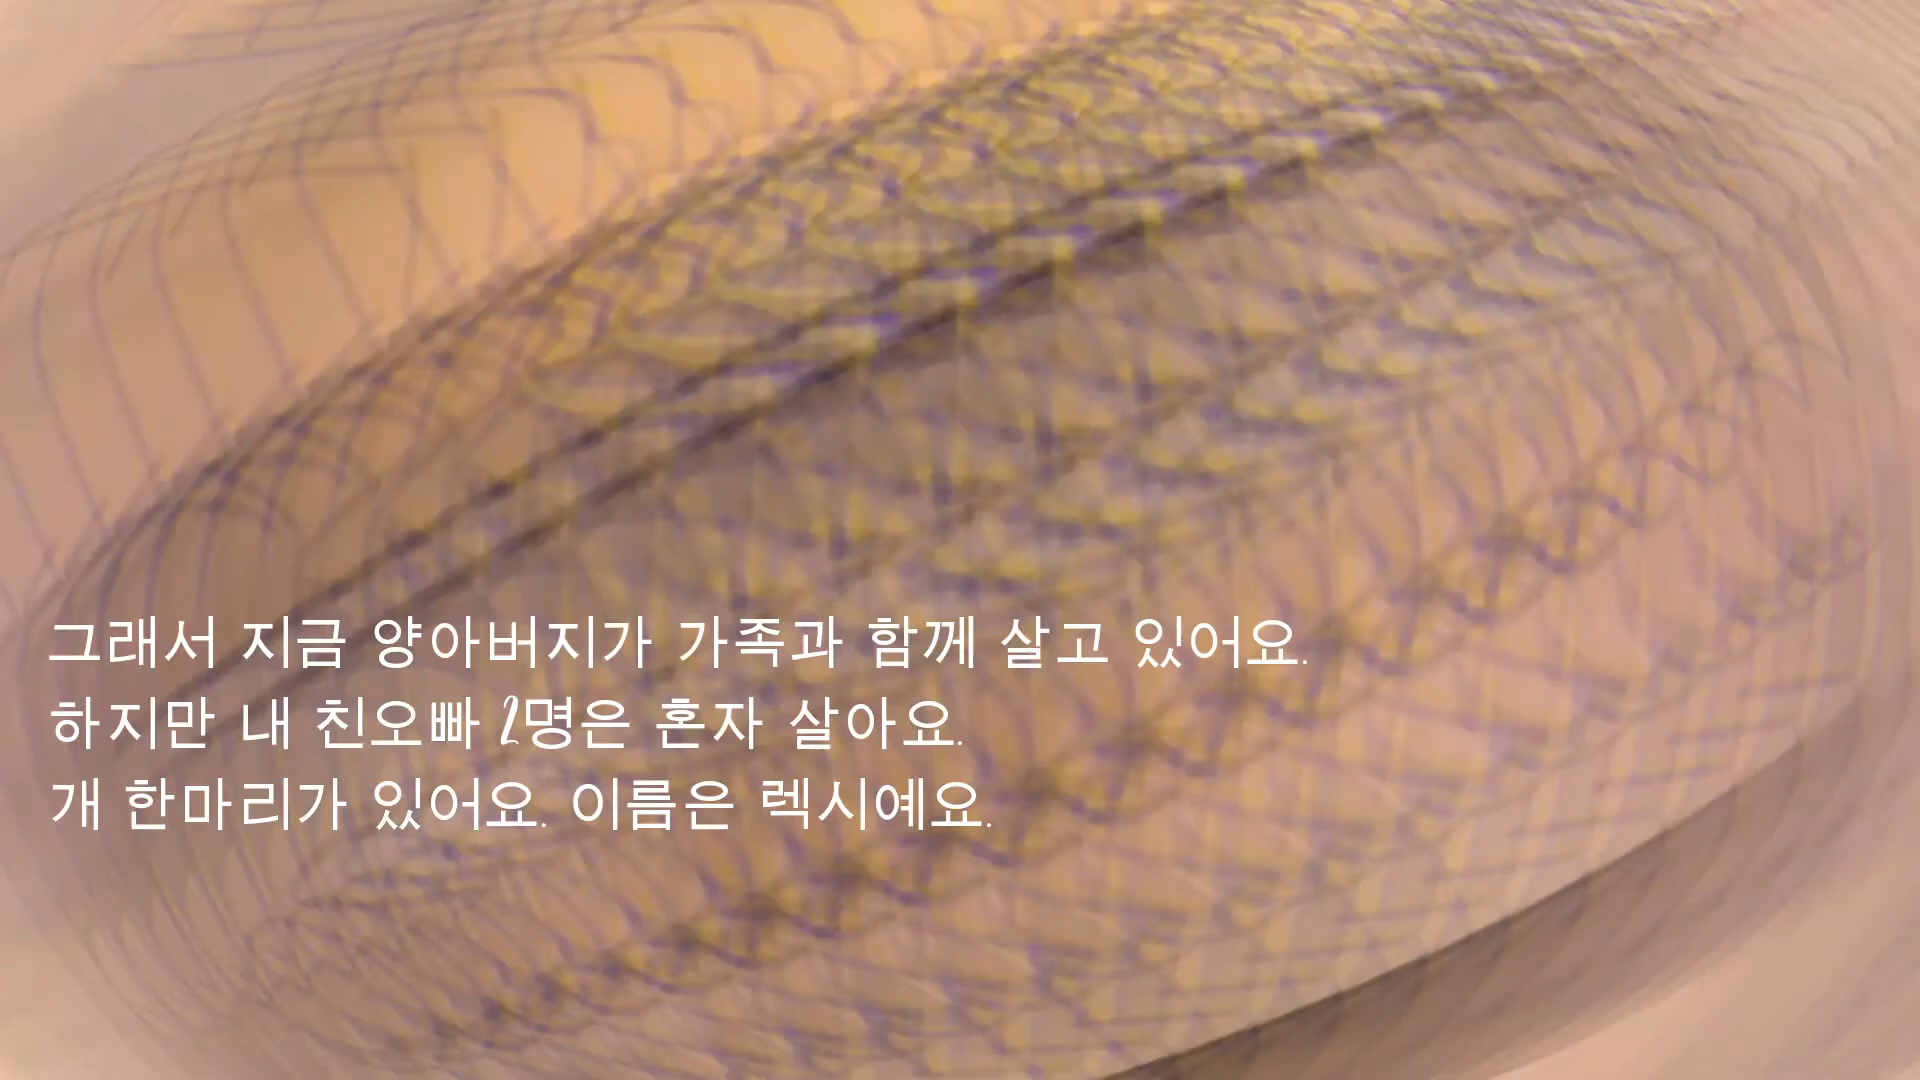 그래서 지금 양아버지가 가족과 함께 살고 있어요.
하지만 내 친오빠 2명은 혼자 살아요.
개 한마리가 있어요. 이름은 렉시예요.